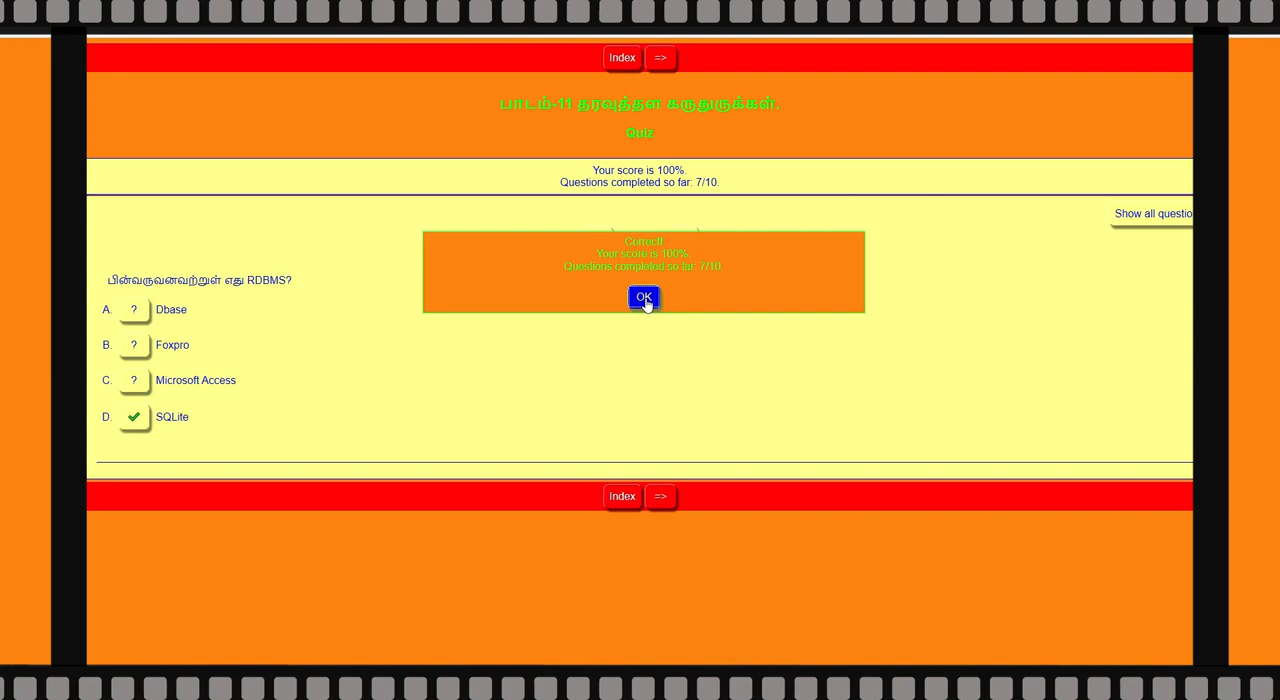 Index =>
பாடம்-11 தரவுத்தள கருதுருக்கள்.
Quiz
Your score is 100%.
Questions completed so far: 7/10.
Show all questio
Correct!
Your score is 100%.
Questions completed so far: 7/10.
OK
பின்வருவனவற்றுள் எது RDBMS?
A. ? Dbase
B. ? Foxpro
C. ? Microsoft Access
D. ✔ SQLite
Index =>